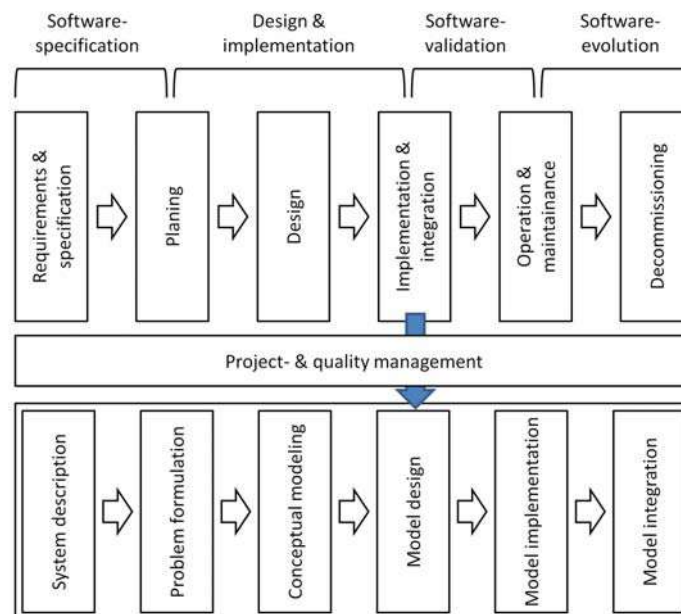 Software-
specification
Design &
implementation
Software-
validation
Software-
evolution
Requirements &
specification
Planing
Design
Implementation &
integration
Operation &
maintainance
Decommissioning
Project- & quality management
System description
Problem formulation
Conceptual modeling
Model design
Model implementation
Model integration